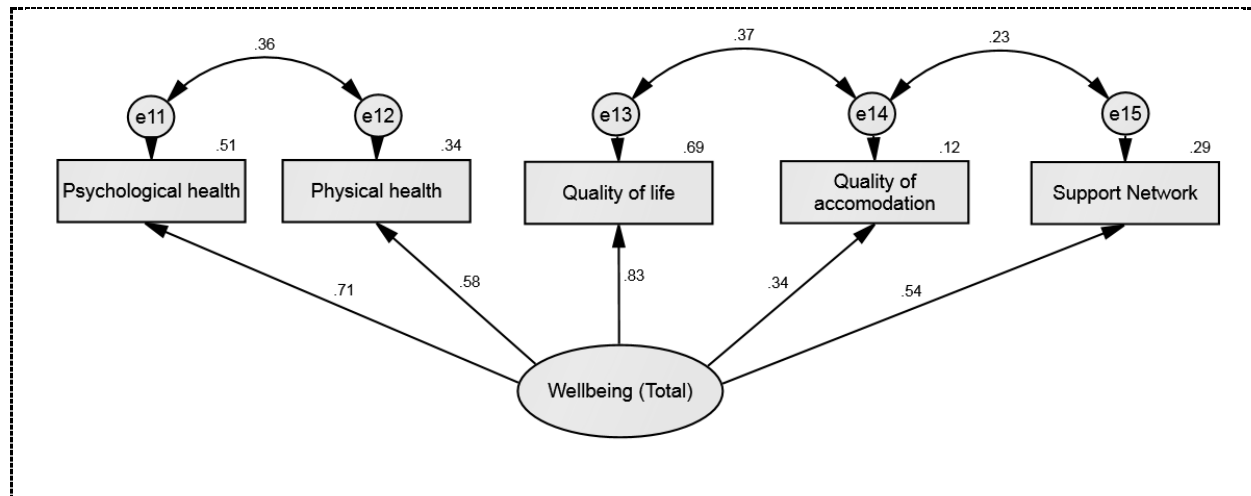 .36
.37
.23
e11
e12
e13
e14
e15
.51
.34
.69
.12
.29
Psychological health
Physical health
Quality of life
Quality of
accomodation
Support Network
.71
.58
.83
.34
.54
Wellbeing (Total)